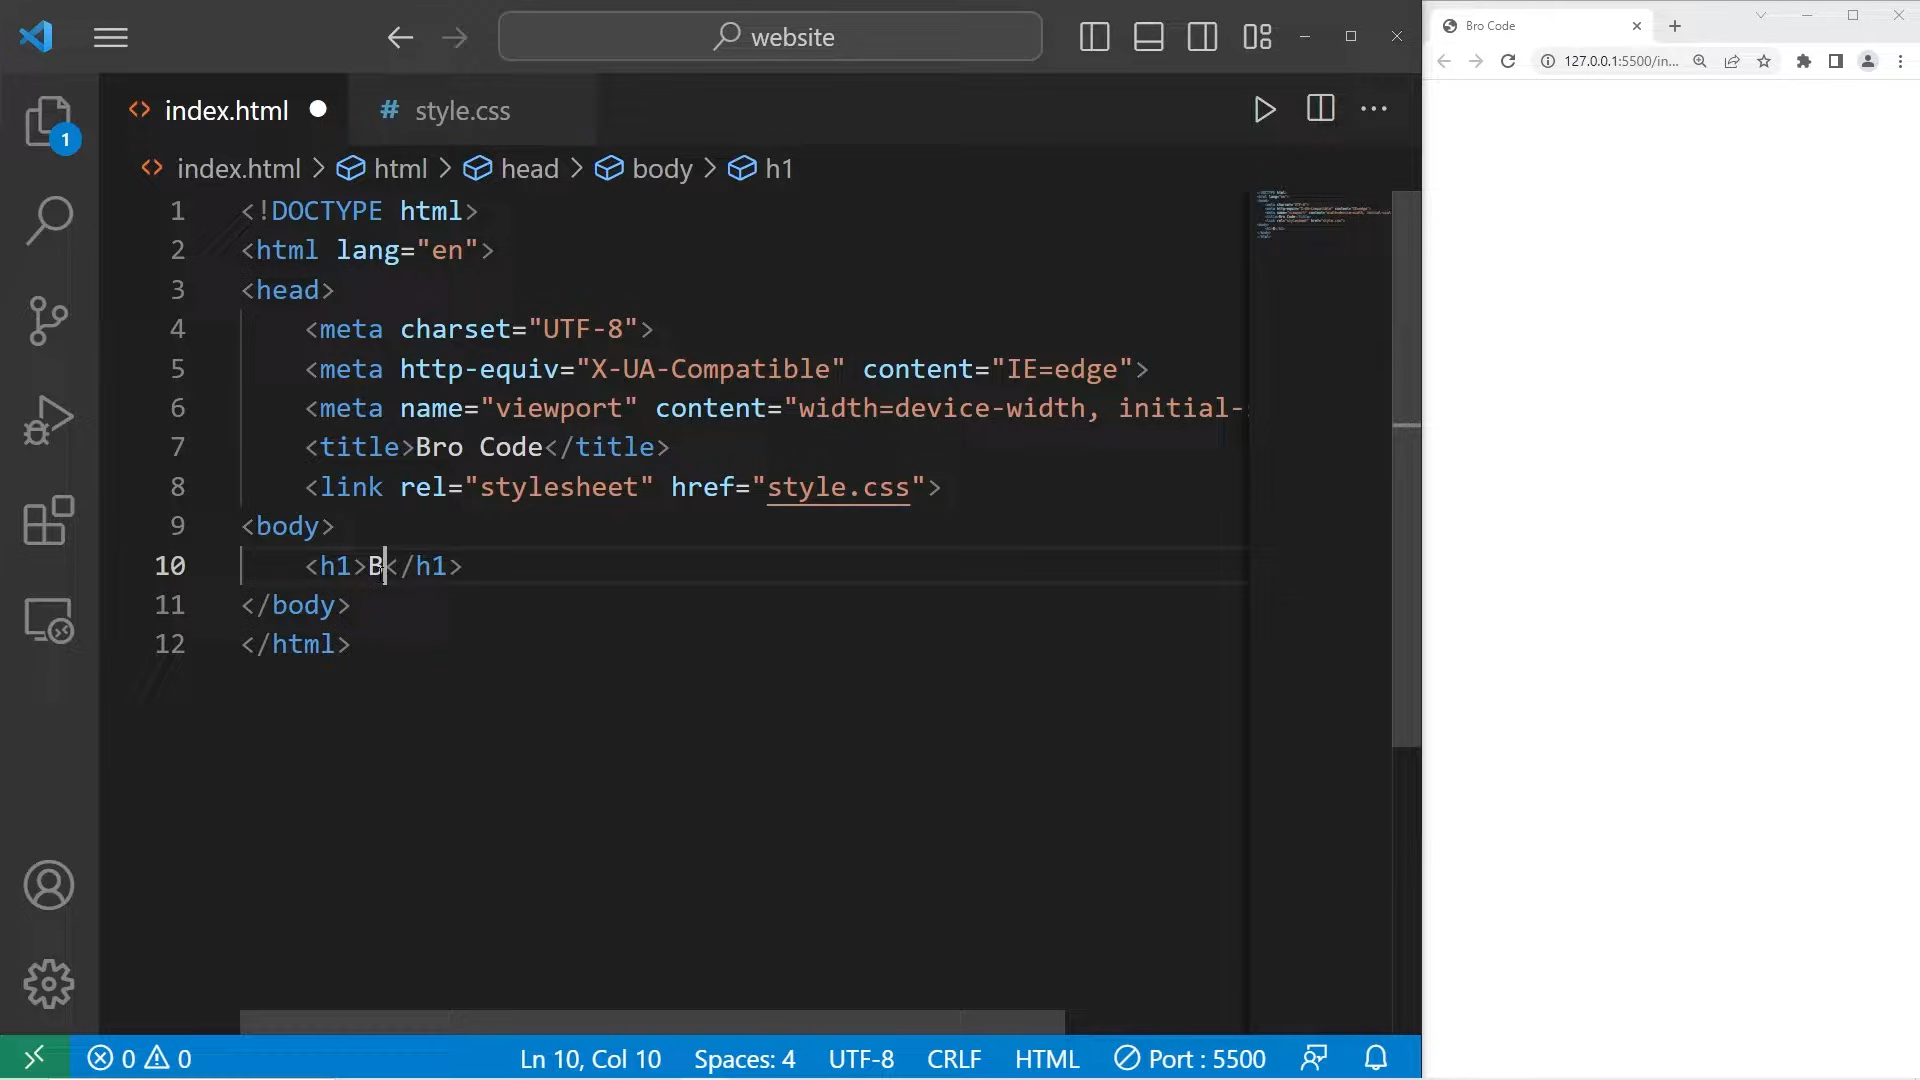 website
Bro Code
127.0.0.1:5500/in...
index.html
# style.css
1
index.html > html > head > body > h1
1 <!DOCTYPE html>
2 <html lang="en">
3 <head>
4 <meta charset="UTF-8">
5 <meta http-equiv="X-UA-Compatible" content="IE=edge">
6 <meta name="viewport" content="width=device-width, initial-
7 <title>Bro Code</title>
8 <link rel="stylesheet" href="style.css">
9 <body>
10 <h1>B</h1>
11 </body>
12 </html>
0 0
Ln 10, Col 10
Spaces: 4
UTF-8
CRLF
HTML
Port : 5500